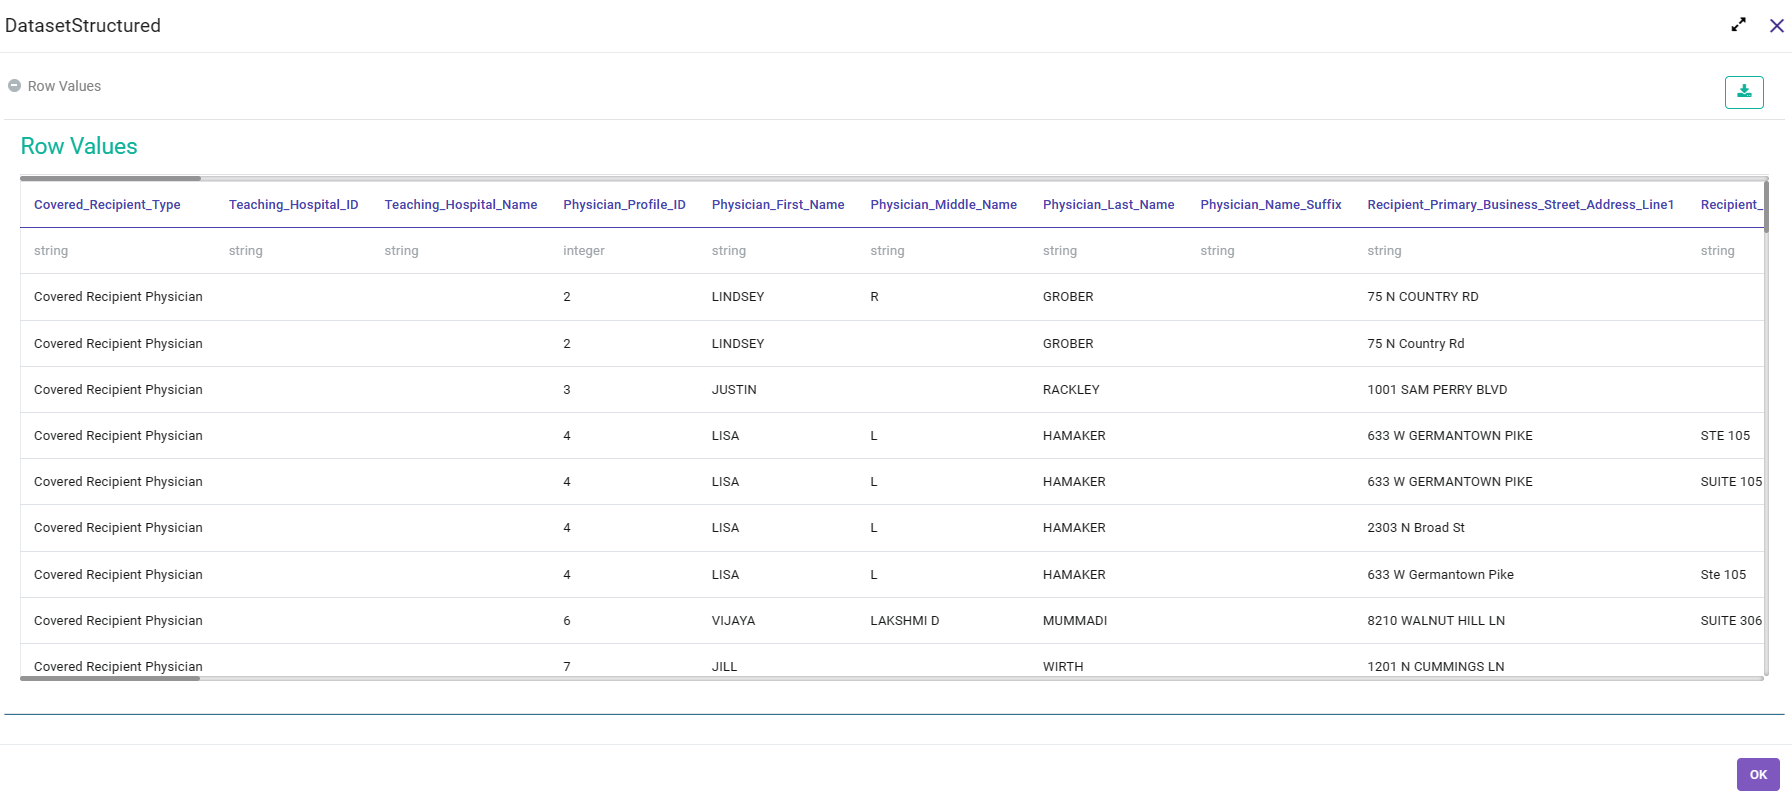 DatasetStructured
Row Values
Row Values
Covered_Recipient_Type Teaching_Hospital_ID Teaching_Hospital_Name Physician_Profile_ID Physician_First_Name Physician_Middle_Name Physician_Last_Name Physician_Name_Suffix Recipient_Primary_Business_Street_Address_Line1 Recipient_
string string string integer string string string string string string
Covered Recipient Physician 2 LINDSEY R GROBER 75 N COUNTRY RD
Covered Recipient Physician 2 LINDSEY GROBER 75 N Country Rd
Covered Recipient Physician 3 JUSTIN RACKLEY 1001 SAM PERRY BLVD
Covered Recipient Physician 4 LISA L HAMAKER 633 W GERMANTOWN PIKE STE 105
Covered Recipient Physician 4 LISA L HAMAKER 633 W GERMANTOWN PIKE SUITE 105
Covered Recipient Physician 4 LISA L HAMAKER 2303 N Broad St
Covered Recipient Physician 4 LISA L HAMAKER 633 W Germantown Pike Ste 105
Covered Recipient Physician 6 VIJAYA LAKSHMI D MUMMADI 8210 WALNUT HILL LN SUITE 306
Covered Recipient Physician 7 JILL WIRTH 1201 N CUMMINGS LN
OK